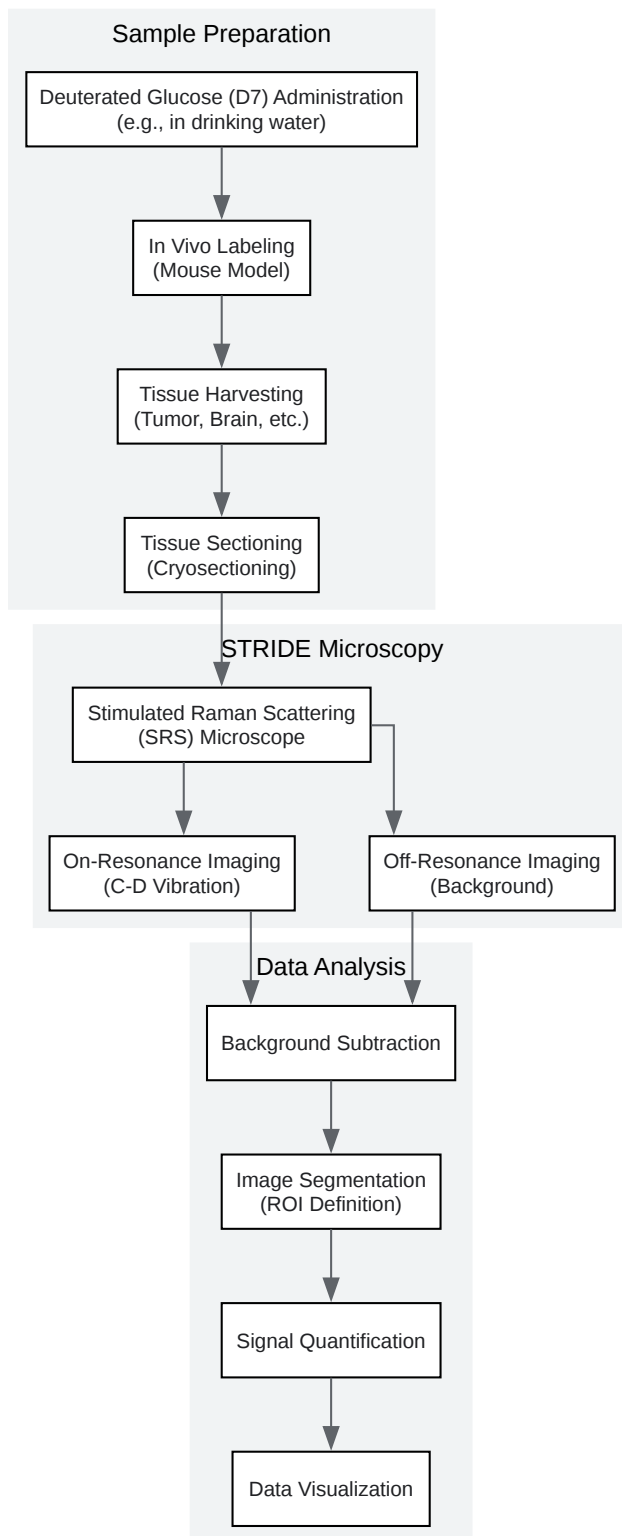 Sample Preparation
Deuterated Glucose (D7) Administration
(e.g., in drinking water)
In Vivo Labeling
(Mouse Model)
Tissue Harvesting
(Tumor, Brain, etc.)
Tissue Sectioning
(Cryosectioning)
STRIDE Microscopy
Stimulated Raman Scattering
(SRS) Microscope
On-Resonance Imaging
(C-D Vibration)
Off-Resonance Imaging
(Background)
Data Analysis
Background Subtraction
Image Segmentation
(ROI Definition)
Signal Quantification
Data Visualization